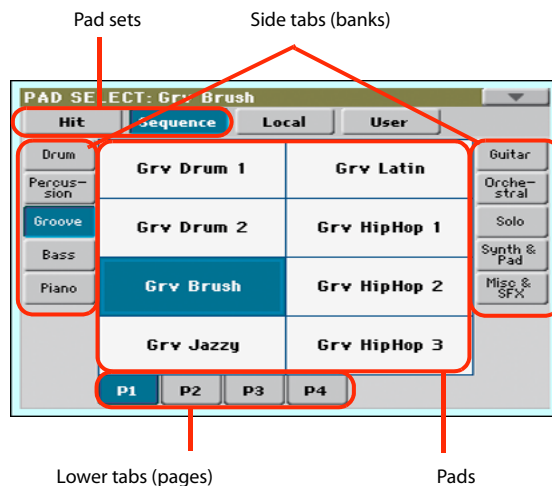 Pad sets
Side tabs (banks)
PAD SELECT: Grv Brush
Hit
Sequence
Local
User
Drum
Percus-
sion
Groove
Bass
Piano
Grv Drum 1
Grv Latin
Grv Drum 2
Grv HipHop 1
Grv Brush
Grv HipHop 2
Grv Jazzy
Grv HipHop 3
Guitar
Orche-
stral
Solo
Synth &
Pad
Misc &
SFX
P1
P2
P3
P4
Lower tabs (pages)
Pads